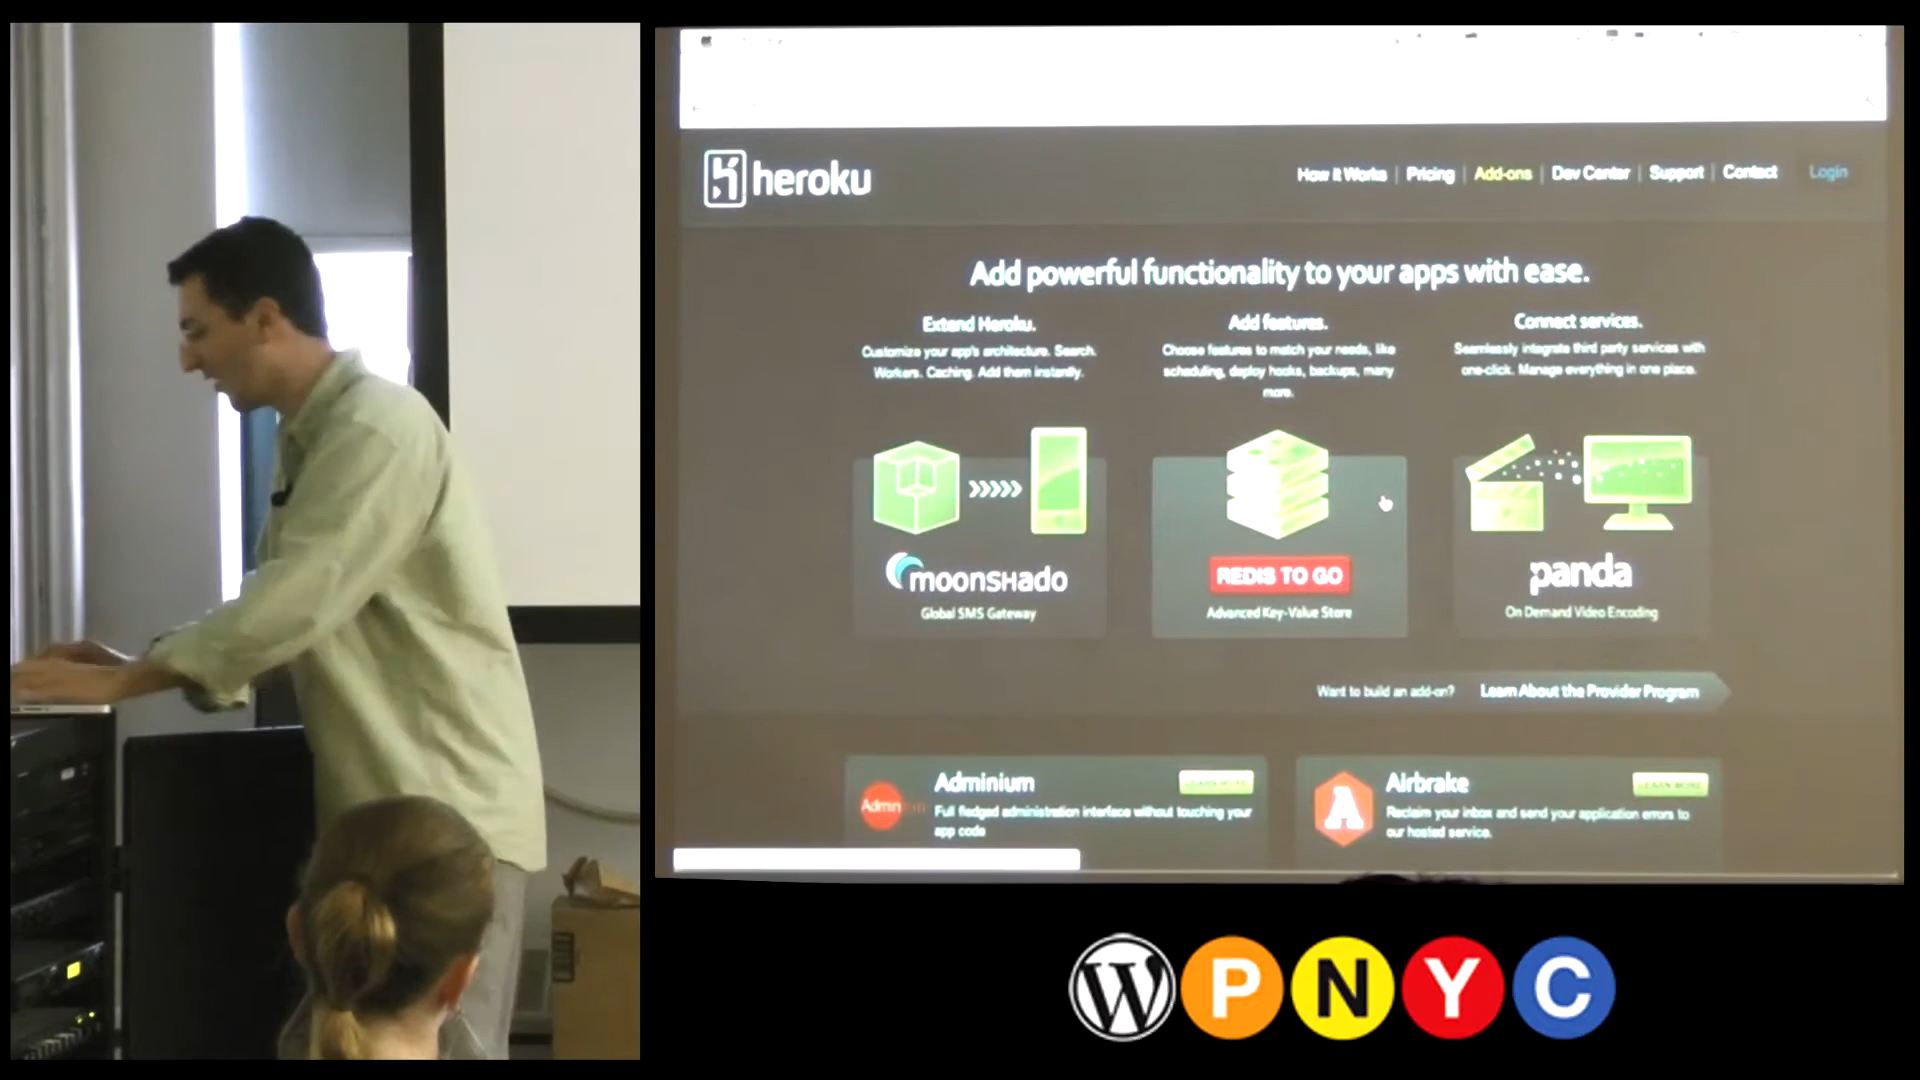 heroku
How it Works | Pricing | Add-ons | Dev Center | Support | Contact Login
Add powerful functionality to your apps with ease.
Extend Heroku.
Customize your app's architecture. Search.
Workers. Caching. Add them instantly.
Add features.
Choose features to match your needs, like
scheduling, deploy hooks, backups, many
more.
Connect services.
Seamlessly integrate third party services with
one-click. Manage everything in one place.
moonshado
Global SMS Gateway
REDIS TO GO
Advanced Key-Value Store
panda
On Demand Video Encoding
Want to build an add-on? Learn About the Provider Program
Admin
Adminium
LEARN MORE
Full fledged administration interface without touching your
app code
A
Airbrake
LEARN MORE
Reclaim your inbox and send your application errors to
our hosted service.
W P N Y C